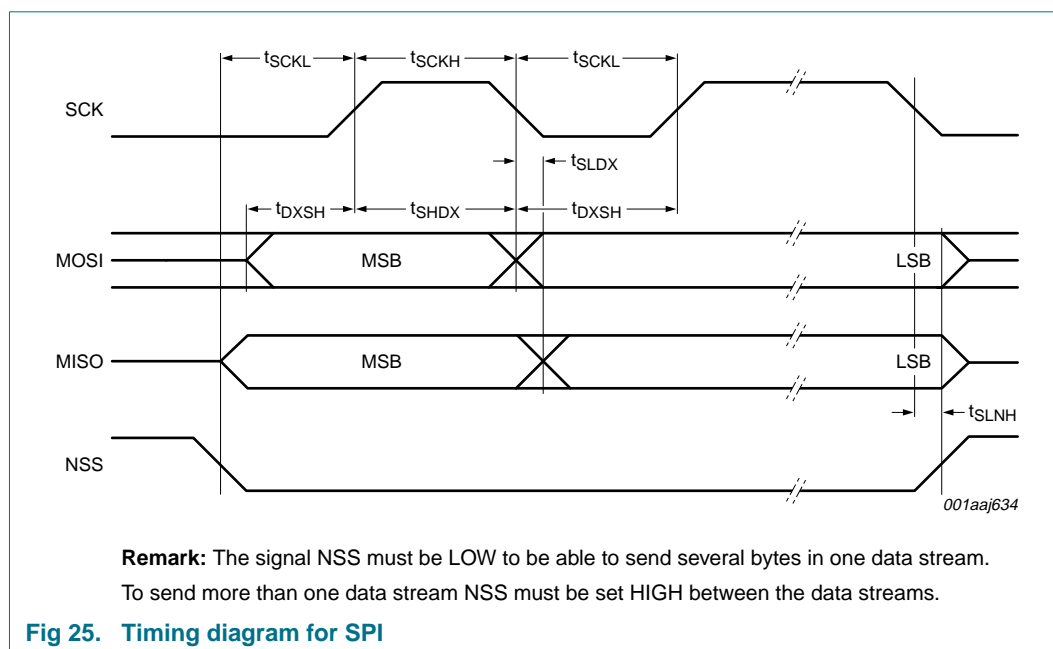 tSCKL tSCKH tSCKL
SCK
tSLDX
tDXSH tSHDX tDXSH
MOSI MSB LSB
MISO MSB LSB
tSLNH
NSS
001aaj634
Remark: The signal NSS must be LOW to be able to send several bytes in one data stream.
To send more than one data stream NSS must be set HIGH between the data streams.
Fig 25. Timing diagram for SPI